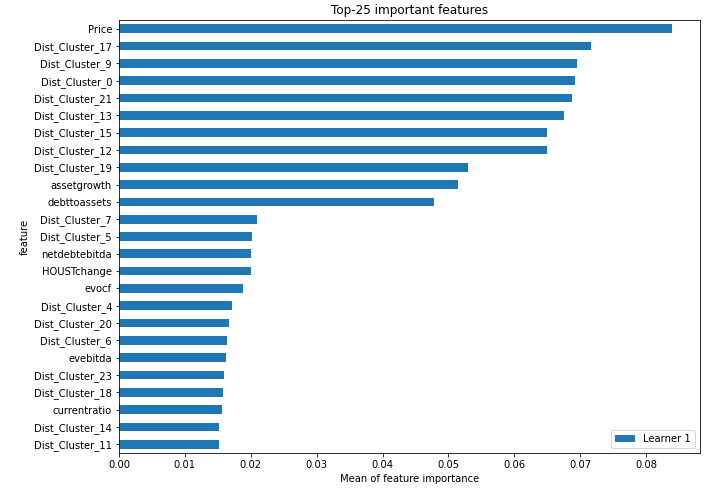 Top-25 important features
Price
Dist_Cluster_17
Dist_Cluster_9
Dist_Cluster_0
Dist_Cluster_21
Dist_Cluster_13
Dist_Cluster_15
Dist_Cluster_12
Dist_Cluster_19
assetgrowth
debttoassets
Dist_Cluster_7
Dist_Cluster_5
netdebtebitda
HOUSTchange
evocf
Dist_Cluster_4
Dist_Cluster_20
Dist_Cluster_6
evebitda
Dist_Cluster_23
Dist_Cluster_18
currentratio
Dist_Cluster_14
Dist_Cluster_11
feature
Learner 1
0.00 0.01 0.02 0.03 0.04 0.05 0.06 0.07 0.08
Mean of feature importance